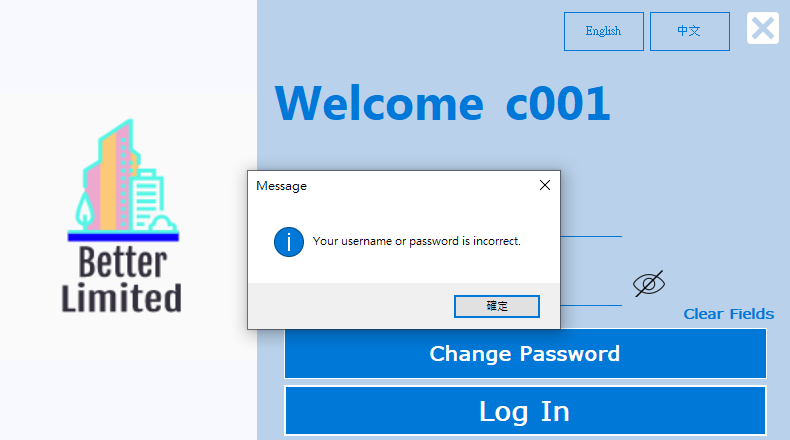 English
中文
Welcome c001
Message
Your username or password is incorrect.
確定
Better
Limited
Clear Fields
Change Password
Log In